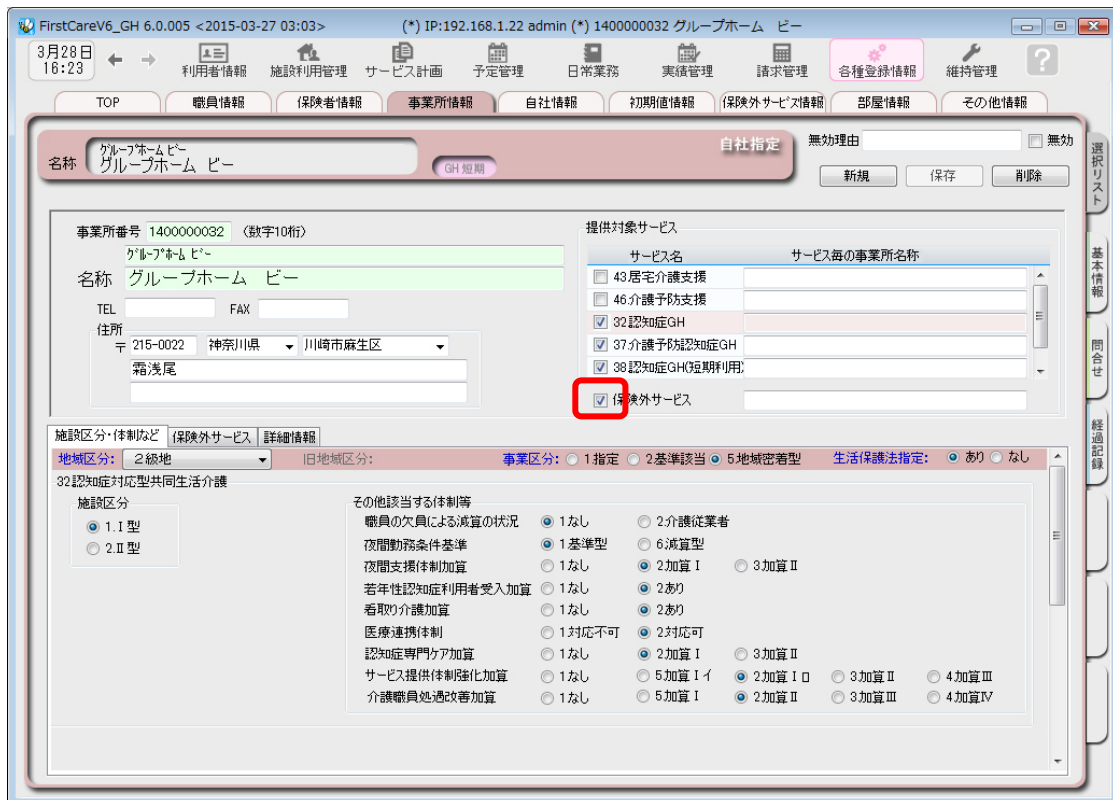 FirstCareV6_GH 6.0.005 <2015-03-27 03:03> (*) IP:192.168.1.22 admin (*) 1400000032 グループホーム ビー
3月28日
16:23
利用者情報 施設利用管理 サービス計画 予定管理 日常業務 実績管理 請求管理 各種登録情報 維持管理 ?
TOP 職員情報 保険者情報 事業所情報 自社情報 初期値情報 保険外サービス情報 部屋情報 その他情報
名称
グループホームビー
グループホーム ビー
GH 短期
自社指定
無効理由 無効
新規 保存 削除
選択リスト
基本情報
問合せ
経過記録
事業所番号 1400000032 (数字10桁)
グループホーム ビー
名称 グループホーム ビー
TEL FAX
住所
〒 215-0022 神奈川県 川崎市麻生区
霜浅尾
提供対象サービス
サービス名 サービス毎の事業所名称
43居宅介護支援
46介護予防支援
32認知症GH
37介護予防認知症GH
38認知症GH(短期利用)
保険外サービス
施設区分・体制など 保険外サービス 詳細情報
地域区分: 2級地 旧地域区分: 事業区分: 1指定 2基準該当 5地域密着型 生活保護法指定: あり なし
32認知症対応型共同生活介護
施設区分
1.Ⅰ型
2.Ⅱ型
その他該当する体制等
職員の欠員による減算の状況 1なし 2介護従業者
夜間勤務条件基準 1基準型 6減算型
夜間支援体制加算 1なし 2加算Ⅰ 3加算Ⅱ
若年性認知症利用者受入加算 1なし 2あり
看取り介護加算 1なし 2あり
医療連携体制 1対応不可 2対応可
認知症専門ケア加算 1なし 2加算Ⅰ 3加算Ⅱ
サービス提供体制強化加算 1なし 5加算Ⅰイ 2加算Ⅰロ 3加算Ⅱ 4加算Ⅲ
介護職員処遇改善加算 1なし 5加算Ⅰ 2加算Ⅱ 3加算Ⅲ 4加算Ⅳ